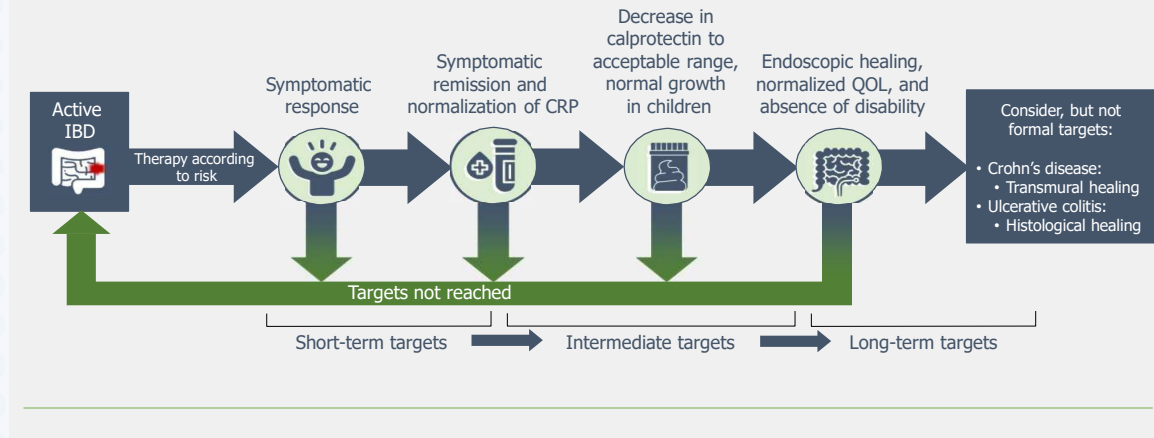 Active
IBD
Therapy according
to risk
Symptomatic
response
Symptomatic
remission and
normalization of CRP
Decrease in
calprotectin to
acceptable range,
normal growth
in children
Endoscopic healing,
normalized QOL, and
absence of disability
Consider, but not
formal targets:
• Crohn's disease:
• Transmural healing
• Ulcerative colitis:
• Histological healing
Targets not reached
Short-term targets
Intermediate targets
Long-term targets